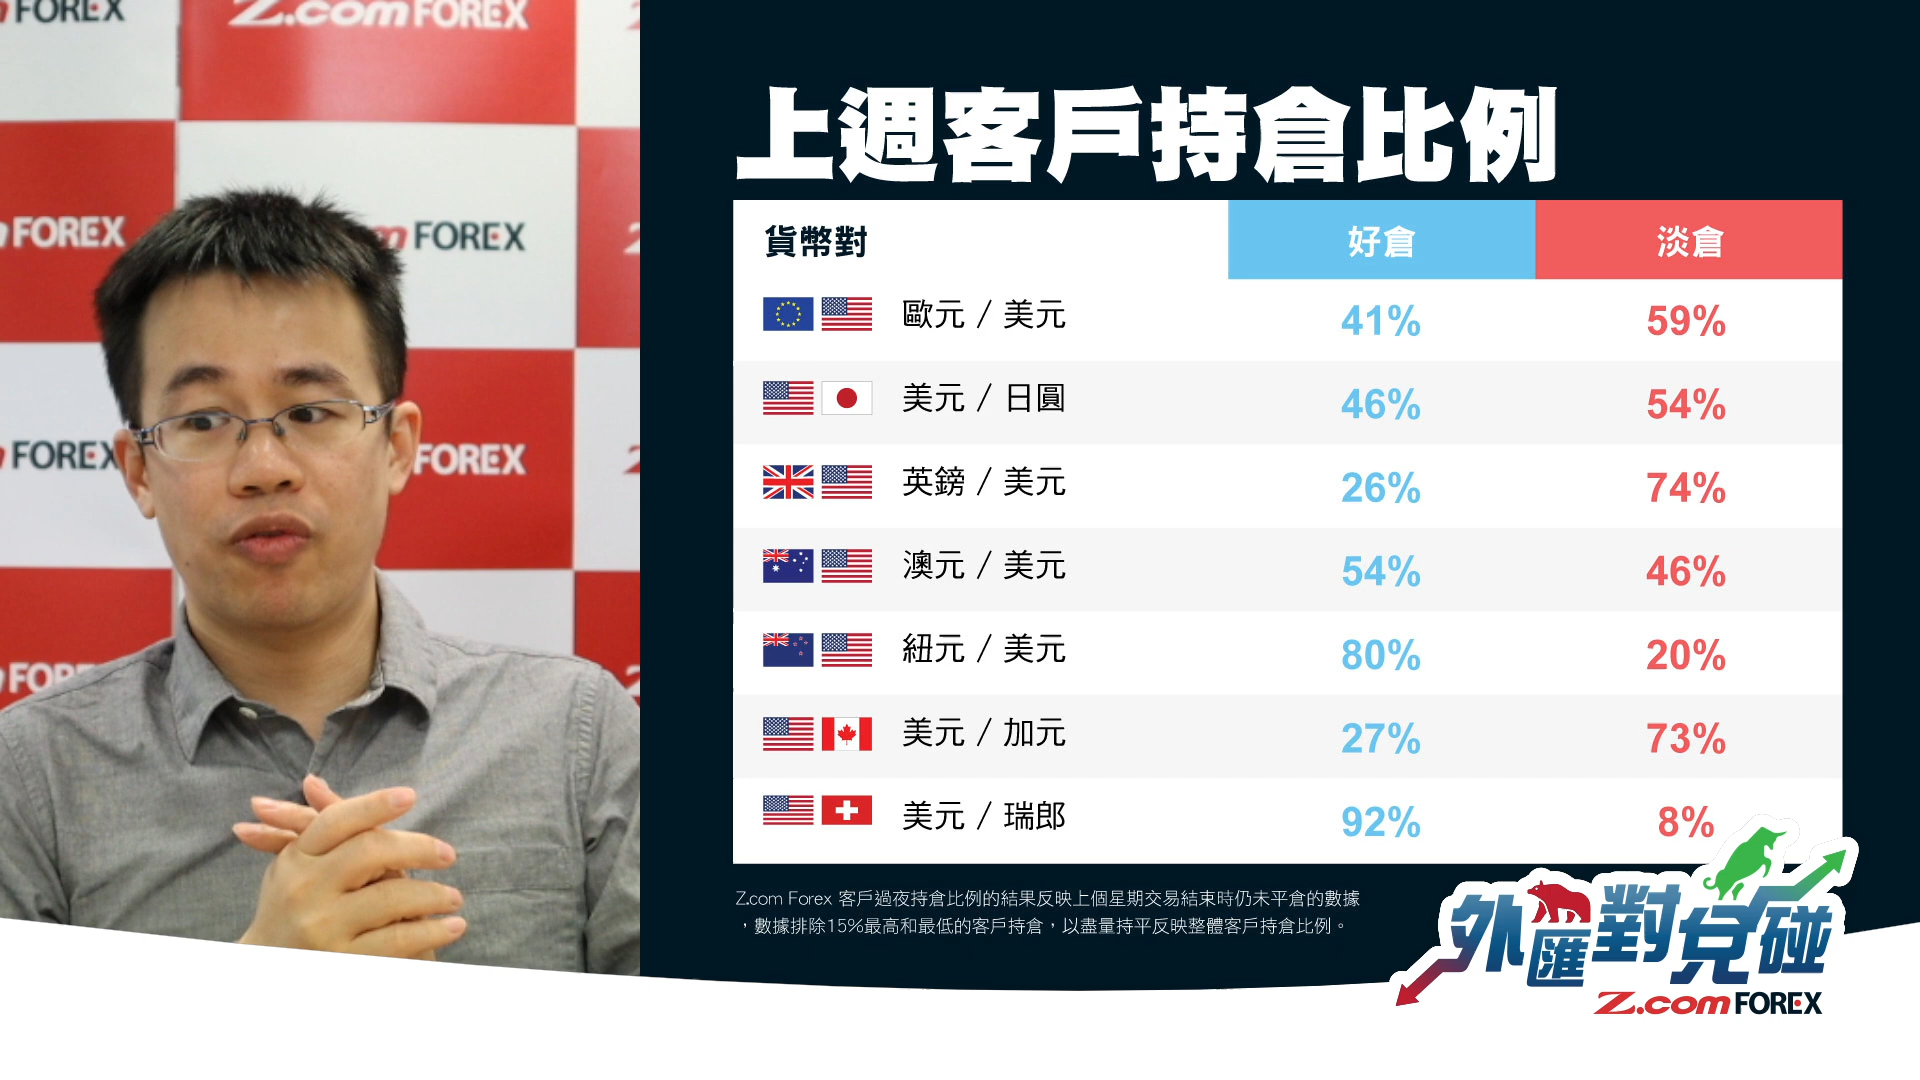 FOREX
Z.com FOREX
FOREX
m FOREX
FOREX
FOREX
FOR
上週客戶持倉比例
貨幣對 好倉 淡倉
歐元 / 美元 41% 59%
美元 / 日圓 46% 54%
英鎊 / 美元 26% 74%
澳元 / 美元 54% 46%
紐元 / 美元 80% 20%
美元 / 加元 27% 73%
美元 / 瑞郎 92% 8%
Z.com Forex 客戶過夜持倉比例的結果反映上個星期交易結束時仍未平倉的數據
，數據排除15%最高和最低的客戶持倉，以盡量持平反映整體客戶持倉比例。
外匯對兌碰
Z.com FOREX